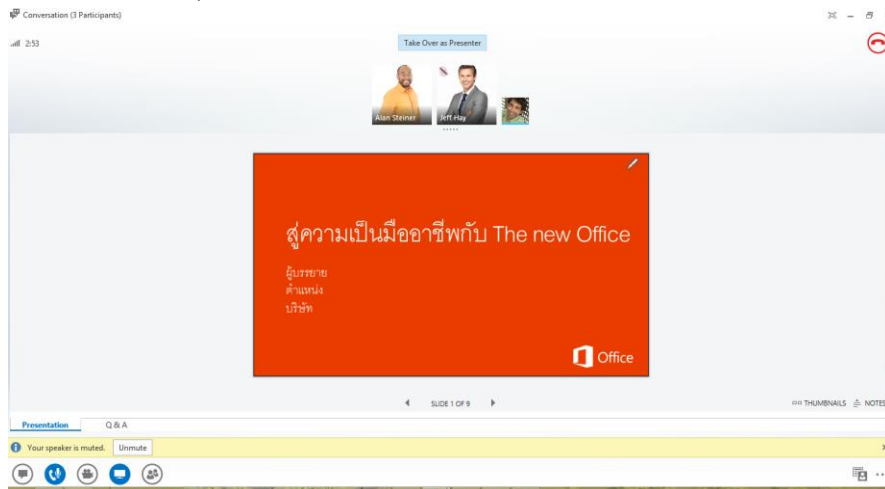 Conversation (3 Participants)
2:53
Take Over as Presenter
Alan Steiner
Jeff Hay
สู่ความเป็นมืออาชีพกับ The new Office
ผู้บรรยาย
ตำแหน่ง
บริษัท
Office
SLIDE 1 OF 9
THUMBNAILS
NOTES
Presentation
Q & A
Your speaker is muted.
Unmute